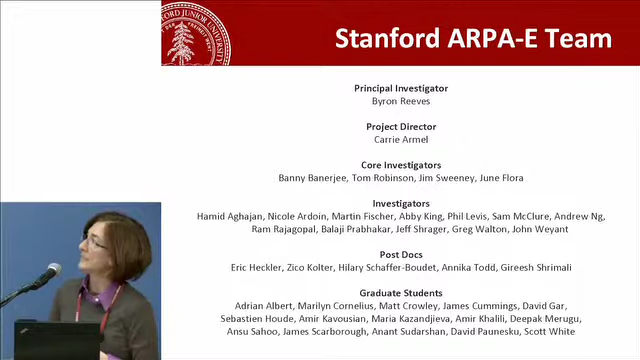 Stanford ARPA-E Team
Principal Investigator
Byron Reeves
Project Director
Carrie Armel
Core Investigators
Banny Banerjee, Tom Robinson, Jim Sweeney, June Flora
Investigators
Hamid Aghajan, Nicole Ardoin, Martin Fischer, Abby King, Phil Levis, Sam McClure, Andrew Ng,
Ram Rajagopal, Balaji Prabhakar, Jeff Shrager, Greg Walton, John Weyant
Post Docs
Eric Heckler, Zico Kolter, Hilary Schaffer-Boudet, Annika Todd, Gireesh Shrimali
Graduate Students
Adrian Albert, Marilyn Cornelius, Matt Crowley, James Cummings, David Gar,
Sebastien Houde, Amir Kavousian, Maria Kazandjieva, Amir Khalili, Deepak Merugu,
Ansu Sahoo, James Scarborough, Anant Sudarshan, David Paunesku, Scott White